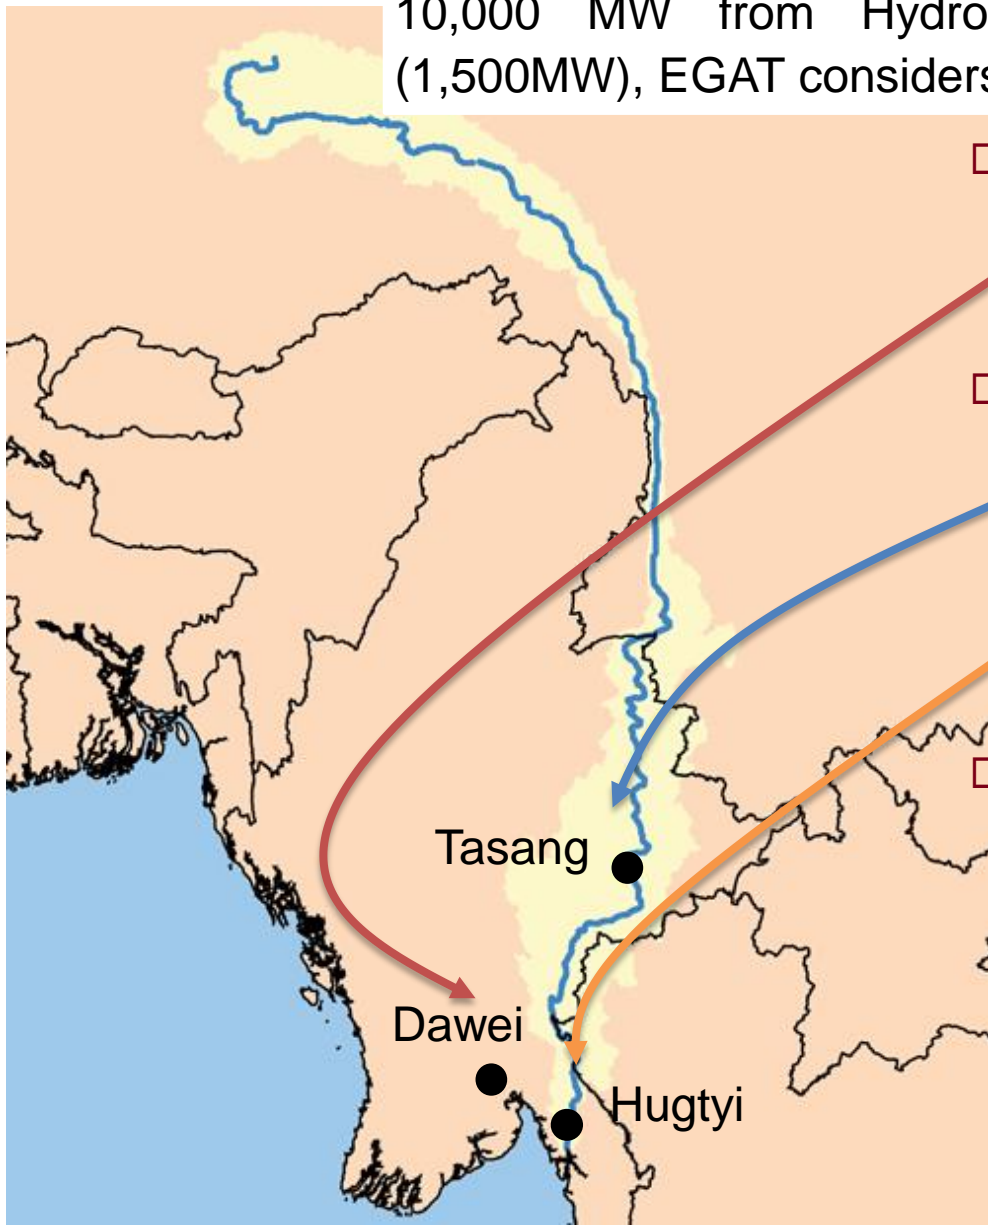 10,000 MW from Hydro
(1,500MW), EGAT considers
Tasang
Dawei
Hugtyi